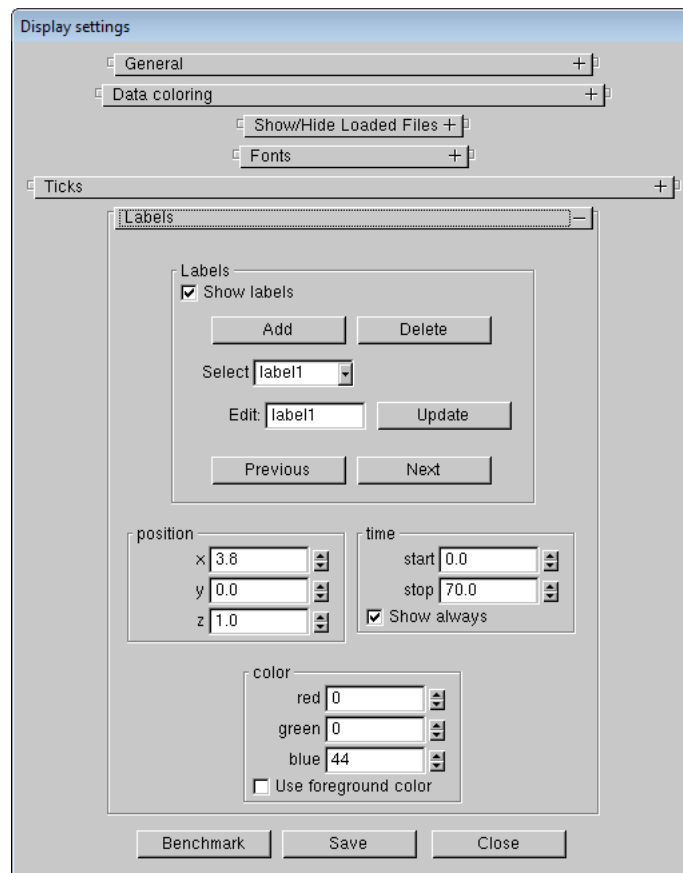 Display settings
General +
Data coloring +
Show/Hide Loaded Files +
Fonts +
Ticks +
Labels −
Labels
Show labels
Add Delete
Select label1
Edit: label1 Update
Previous Next
position time
x 3.8 start 0.0
y 0.0 stop 70.0
z 1.0 Show always
color
red 0
green 0
blue 44
Use foreground color
Benchmark Save Close